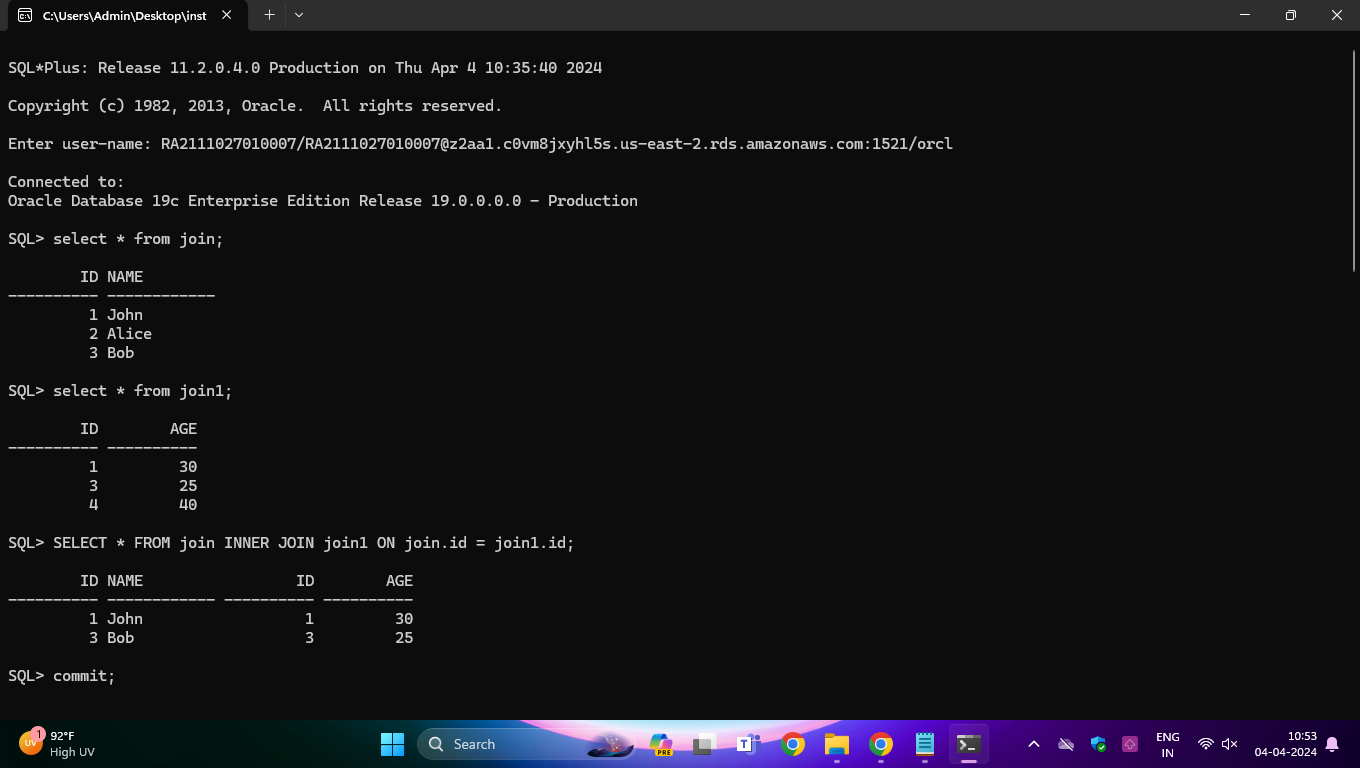 C:\Users\Admin\Desktop\inst
SQL*Plus: Release 11.2.0.4.0 Production on Thu Apr 4 10:35:40 2024
Copyright (c) 1982, 2013, Oracle.  All rights reserved.
Enter user-name: RA2111027010007/RA2111027010007@z2aa1.c0vm8jxyhl5s.us-east-2.rds.amazonaws.com:1521/orcl
Connected to:
Oracle Database 19c Enterprise Edition Release 19.0.0.0.0 - Production
SQL> select * from join;
        ID NAME
---------- ------------
         1 John
         2 Alice
         3 Bob
SQL> select * from join1;
        ID        AGE
---------- ----------
         1         30
         3         25
         4         40
SQL> SELECT * FROM join INNER JOIN join1 ON join.id = join1.id;
        ID NAME                 ID        AGE
---------- ------------ ---------- ----------
         1 John                  1         30
         3 Bob                   3         25
SQL> commit;
UV 1 92°F
High UV
Search
PRE
T
ENG
IN
10:53
04-04-2024